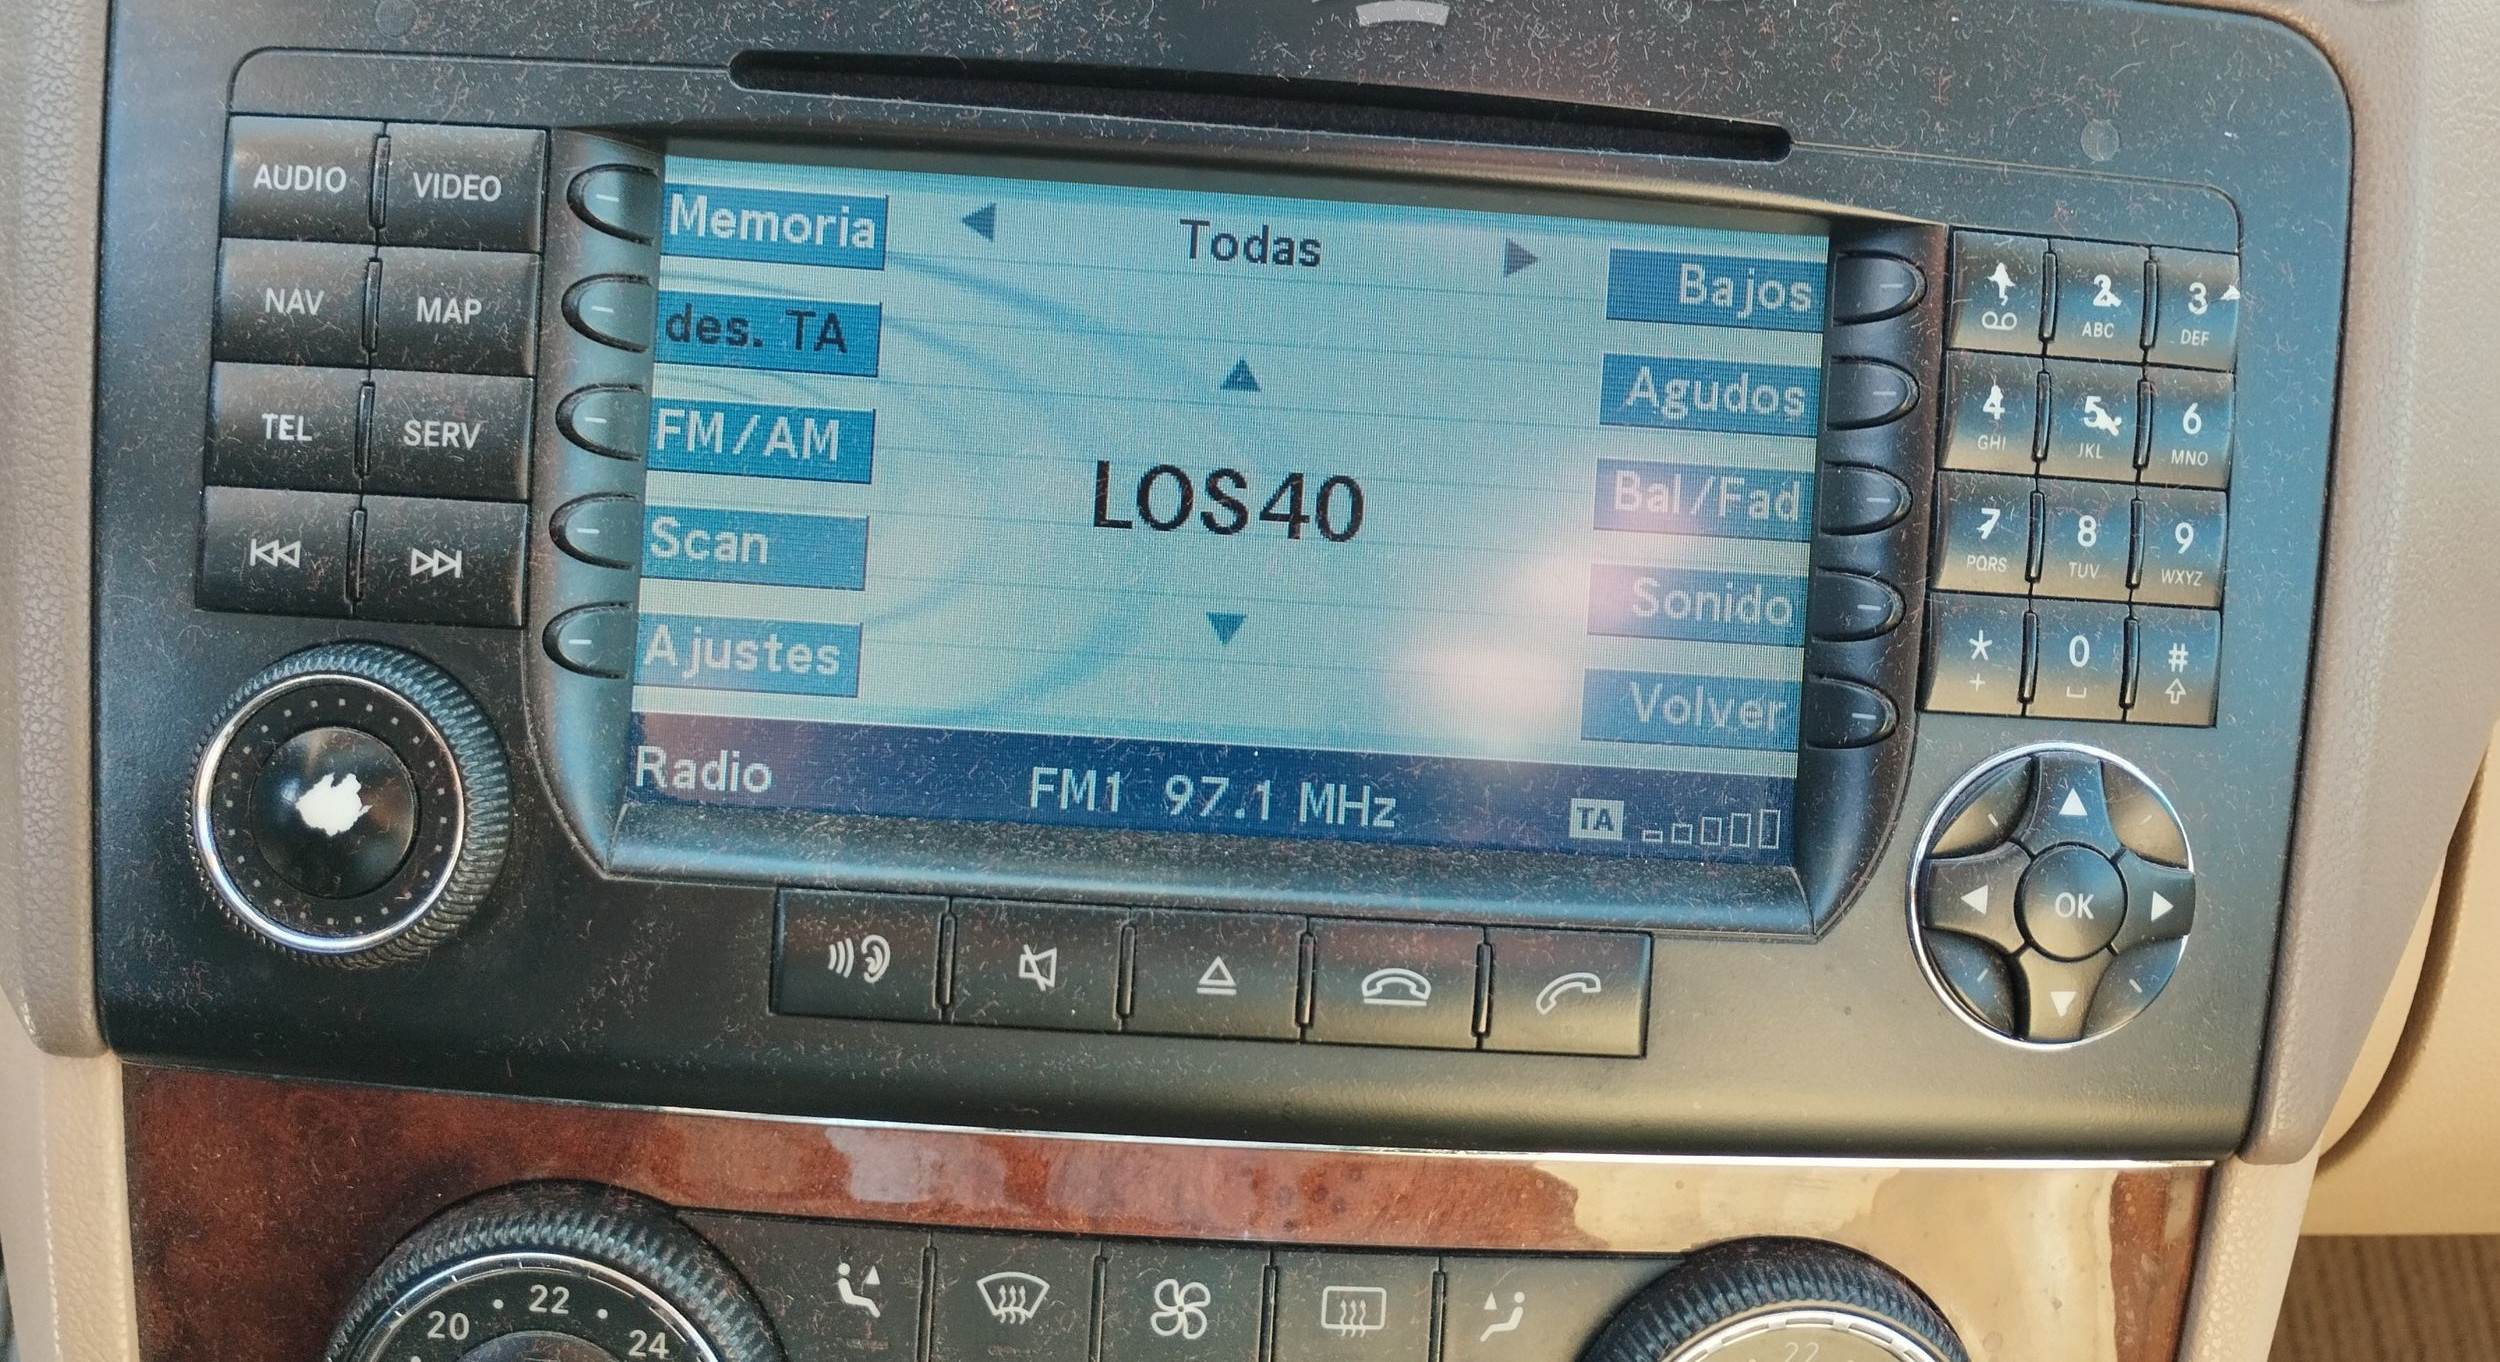 AUDIO VIDEO
NAV MAP
TEL SERV
Memoria
des. TA
FM/AM
Scan
Ajustes
Todas
LOS40
Bajos
Agudos
Bal/Fad
Sonido
Volver
Radio FM1 97.1 MHz TA
2 3
ABC DEF
4 5 6
GHI JKL MNO
7 8 9
PQRS TUV WXYZ
* 0 #
+
OK
20 22 24
22